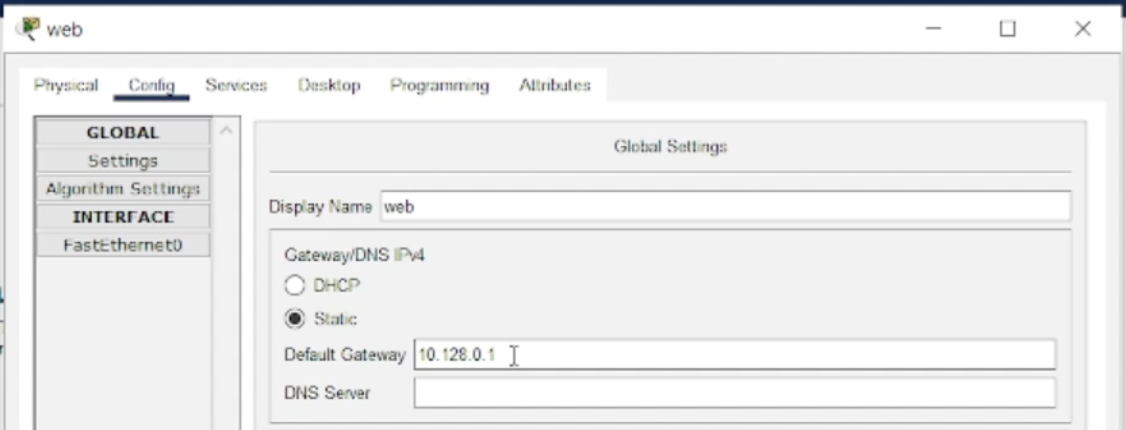 web
Physical Config Services Desktop Programming Attributes
GLOBAL
Settings
Algorithm Settings
INTERFACE
FastEthernet0
Global Settings
Display Name web
Gateway/DNS IPv4
DHCP
Static
Default Gateway 10.128.0.1
DNS Server